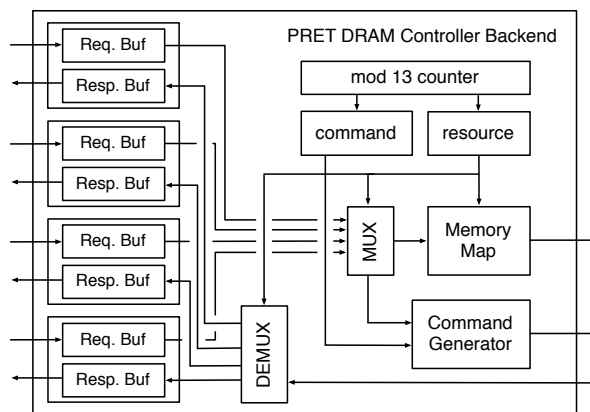 PRET DRAM Controller Backend
Req. Buf
Resp. Buf
mod 13 counter
command
resource
Req. Buf
Resp. Buf
Req. Buf
Resp. Buf
MUX
Memory
Map
Req. Buf
Resp. Buf
DEMUX
Command
Generator